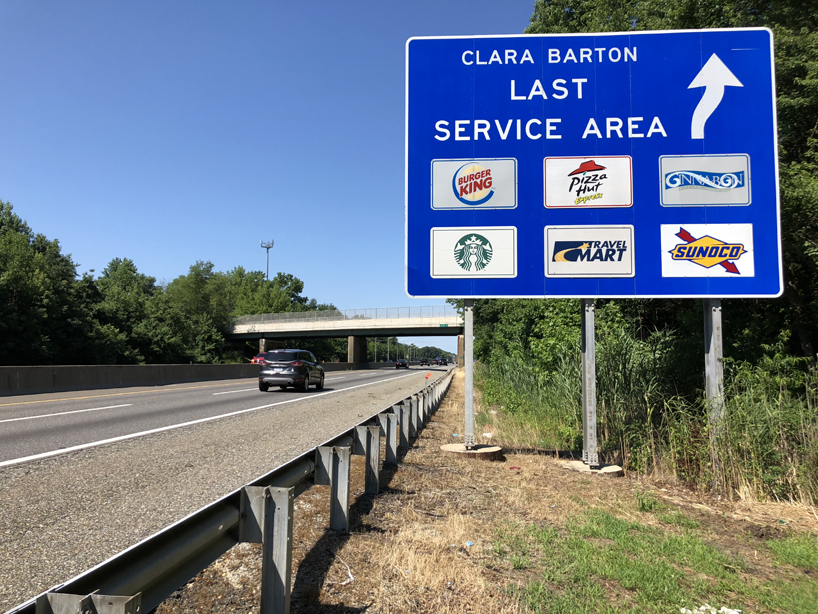 CLARA BARTON
LAST
SERVICE AREA
BURGER
KING
Pizza
Hut
Express
CINNABON
TRAVEL
MART
SUNOCO